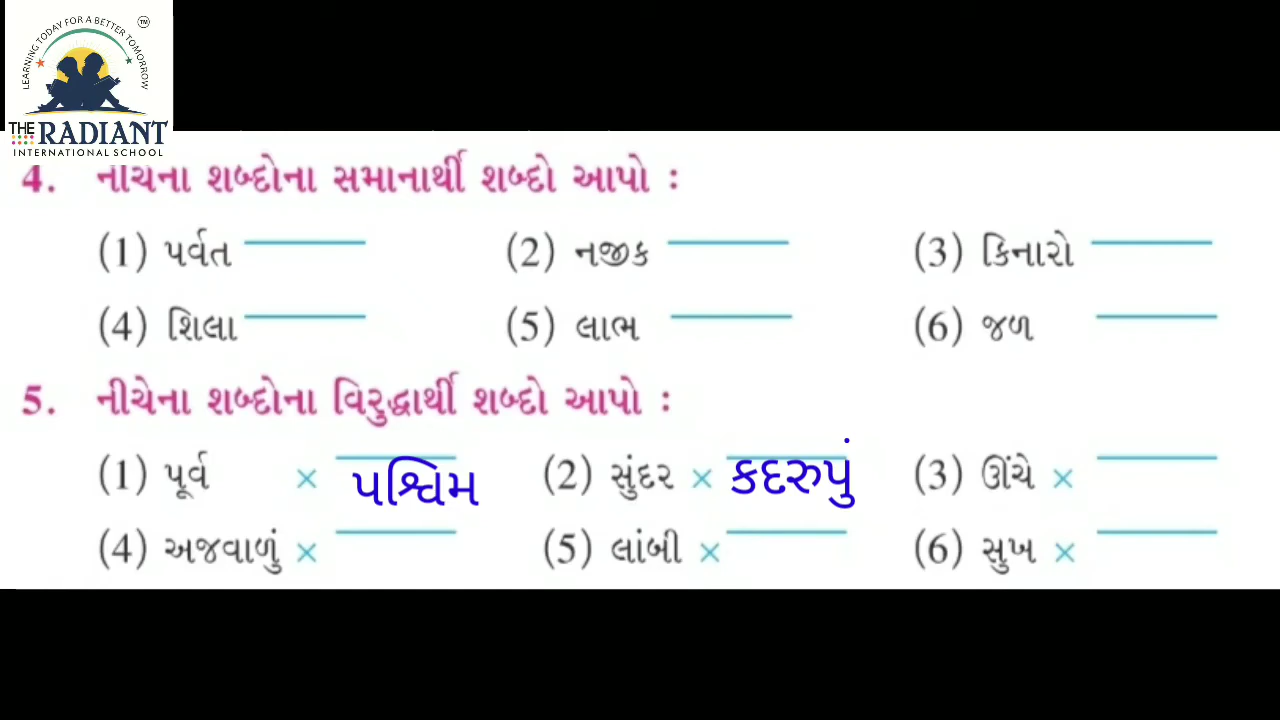 LEARNING TODAY FOR A BETTER TOMORROW
TM
THE RADIANT
INTERNATIONAL SCHOOL
4. નીચેના શબ્દોના સમાનાર્થી શબ્દો આપો :
(1) પર્વત (2) નજીક (3) કિનારો
(4) શિલા (5) લાભ (6) જળ
5. નીચેના શબ્દોના વિરુદ્ધાર્થી શબ્દો આપો :
(1) પૂર્વ × પશ્ચિમ (2) સુંદર × કદરુપું (3) ઊંચે ×
(4) અજવાળું × (5) લાંબી × (6) સુખ ×